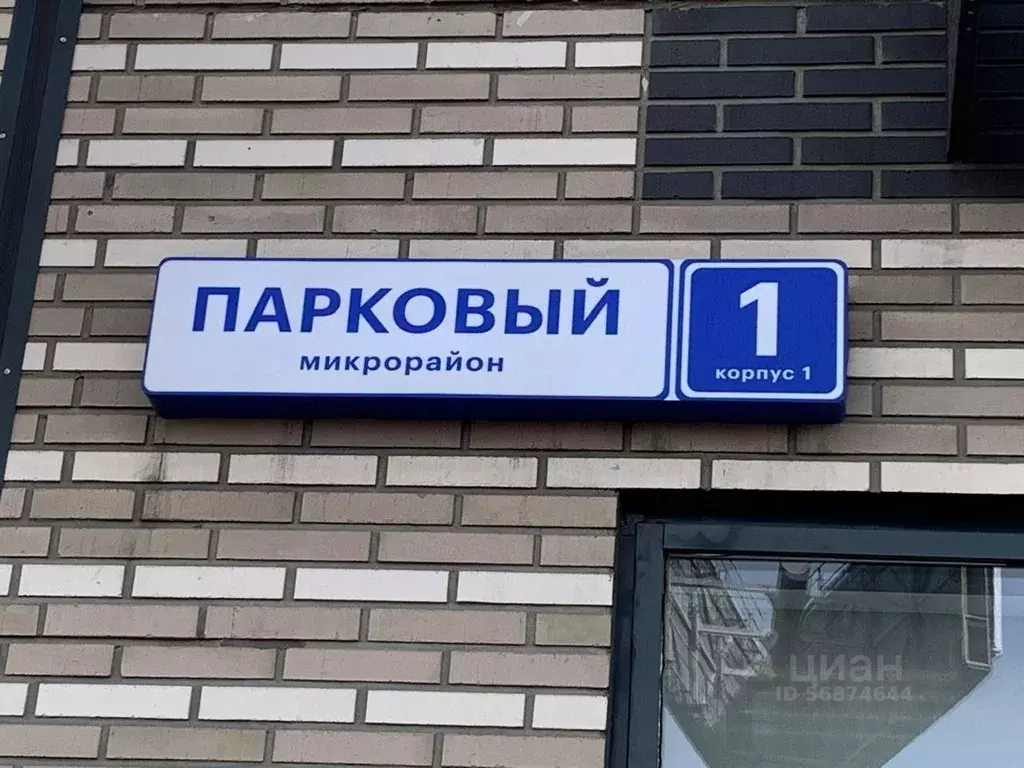 ПАРКОВЫЙ
микрорайон
1
корпус 1
циан
ID 56874644